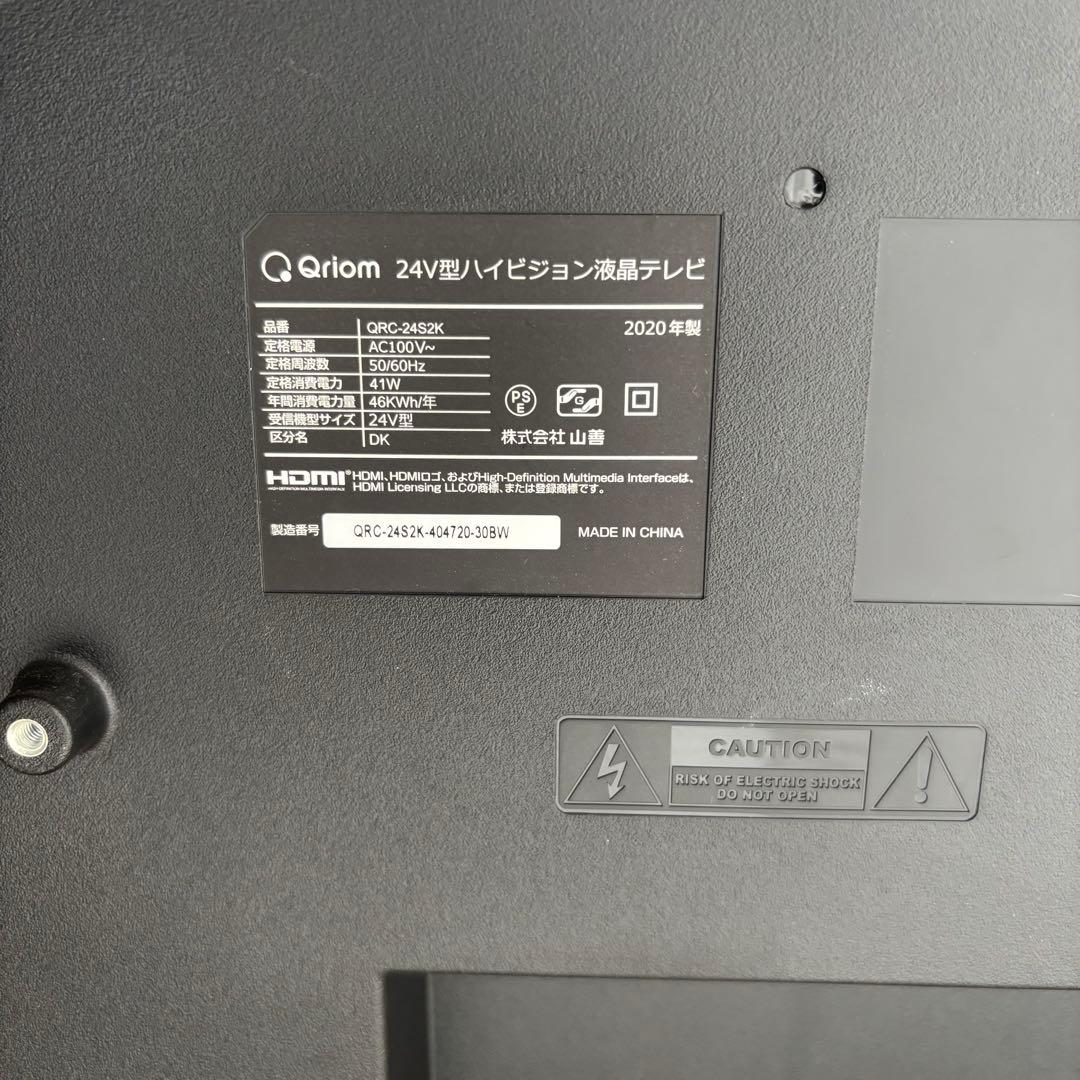 Qriom 24V型ハイビジョン液晶テレビ
品番 QRC-24S2K 2020年製
定格電源 AC100V~
定格周波数 50/60Hz
定格消費電力 41W
年間消費電力量 46KWh/年
受信機型サイズ 24V型
区分名 DK
PS
E
G
株式会社 山善
HDMI® HDMI、HDMIロゴ、およびHigh-Definition Multimedia Interfaceは、
HIGH-DEFINITION MULTIMEDIA INTERFACE HDMI Licensing LLCの商標、または登録商標です。
製造番号 QRC-24S2K-404720-30BW MADE IN CHINA
CAUTION
RISK OF ELECTRIC SHOCK
DO NOT OPEN